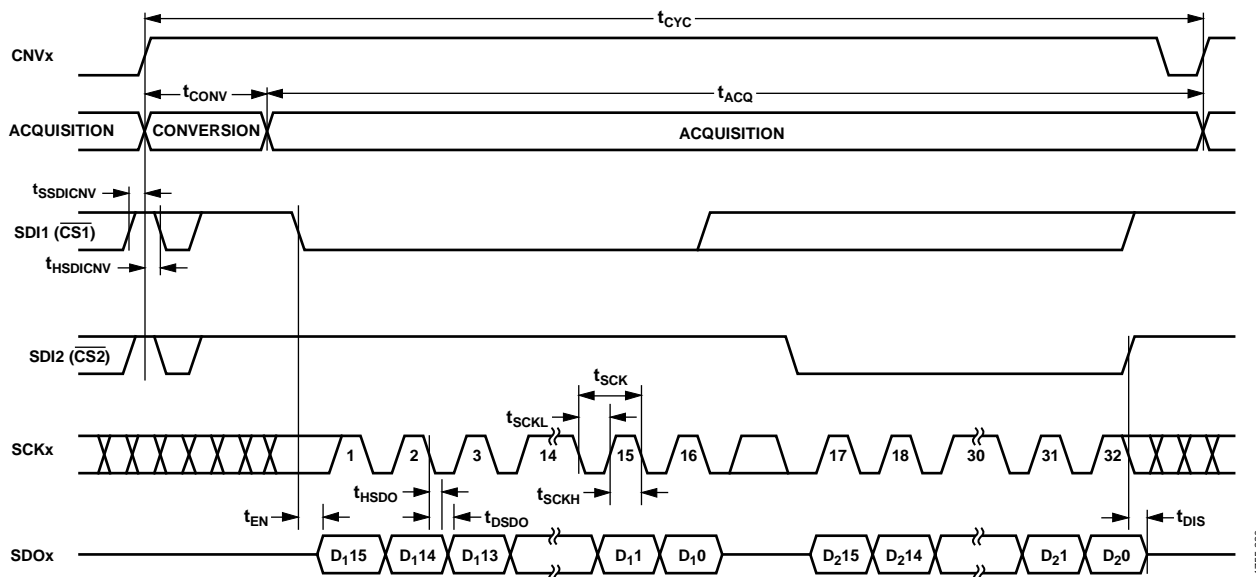 tCYC
CNVx
tCONV
tACQ
ACQUISITION CONVERSION ACQUISITION
tSSDICNV
SDI1 (CS1)
tHSDICNV
SDI2 (CS2)
tSCK
tSCKL
SCKx 1 2 3 14 15 16 17 18 30 31 32
tHSDO tSCKH
tEN tDSDO tDIS
SDOx D115 D114 D113 D11 D10 D215 D214 D21 D20